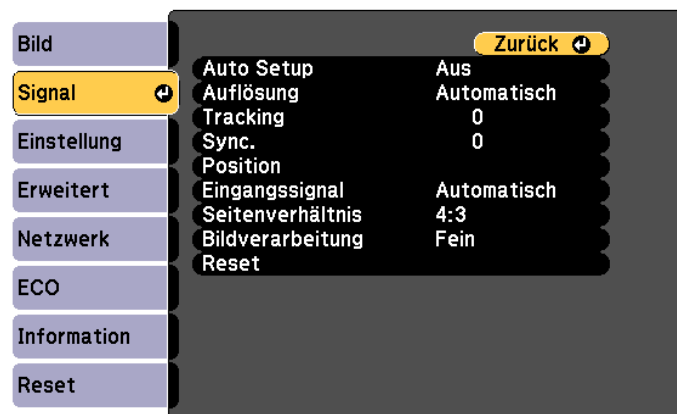 Bild
Signal
Einstellung
Erweitert
Netzwerk
ECO
Information
Reset
Zurück
Auto Setup Aus
Auflösung Automatisch
Tracking 0
Sync. 0
Position
Eingangssignal Automatisch
Seitenverhältnis 4:3
Bildverarbeitung Fein
Reset